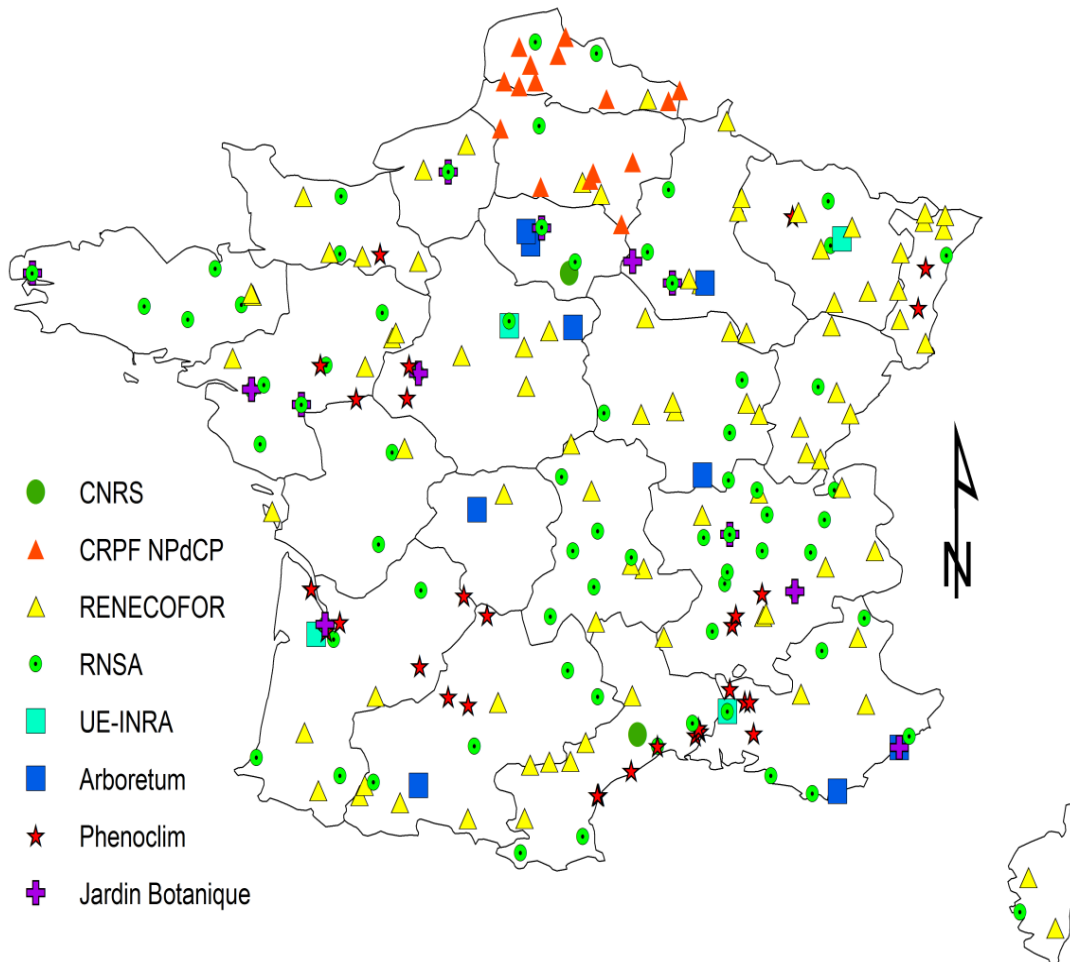 CNRS
CRPF NPdCP
RENECOFOR
RNSA
UE-INRA
Arboretum
Phenoclim
Jardin Botanique
N